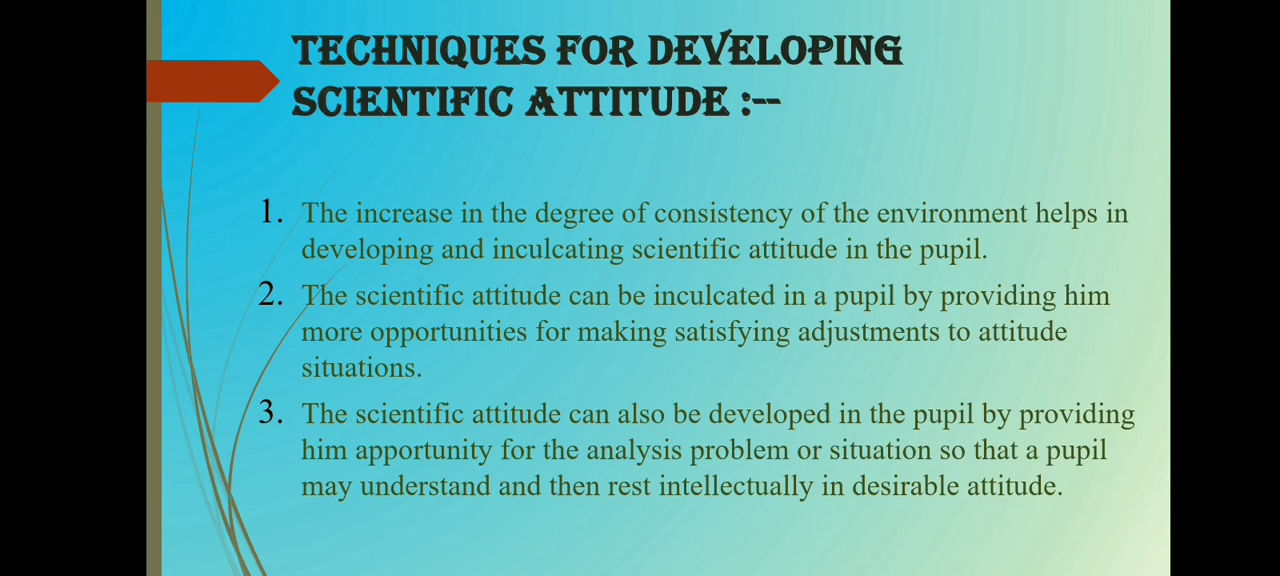 TECHNIQUES FOR DEVELOPING
SCIENTIFIC ATTITUDE :--
1. The increase in the degree of consistency of the environment helps in
developing and inculcating scientific attitude in the pupil.
2. The scientific attitude can be inculcated in a pupil by providing him
more opportunities for making satisfying adjustments to attitude
situations.
3. The scientific attitude can also be developed in the pupil by providing
him apportunity for the analysis problem or situation so that a pupil
may understand and then rest intellectually in desirable attitude.